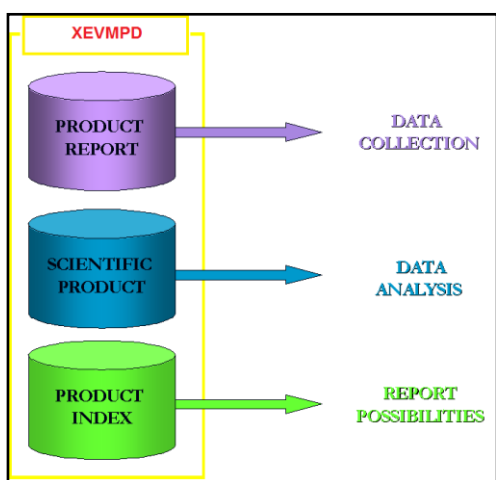 XEVMPD
PRODUCT
REPORT
DATA
COLLECTION
SCIENTIFIC
PRODUCT
DATA
ANALYSIS
PRODUCT
INDEX
REPORT
POSSIBILITIES